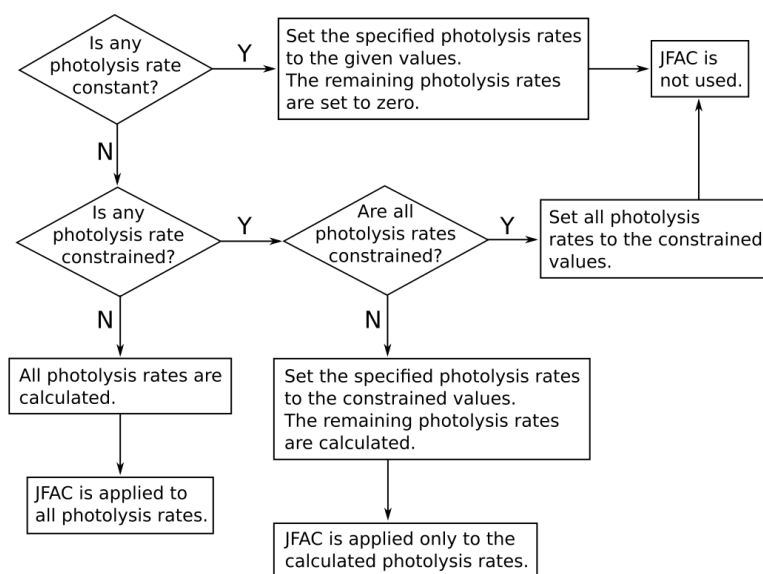 Is any
photolysis rate
constant?
Y
Set the specified photolysis rates
to the given values.
The remaining photolysis rates
are set to zero.
JFAC is
not used.
N
Is any
photolysis rate
constrained?
Y
Are all
photolysis rates
constrained?
Y
Set all photolysis
rates to the constrained
values.
N
N
All photolysis rates are
calculated.
Set the specified photolysis rates
to the constrained values.
The remaining photolysis rates
are calculated.
JFAC is applied to
all photolysis rates.
JFAC is applied only to the
calculated photolysis rates.